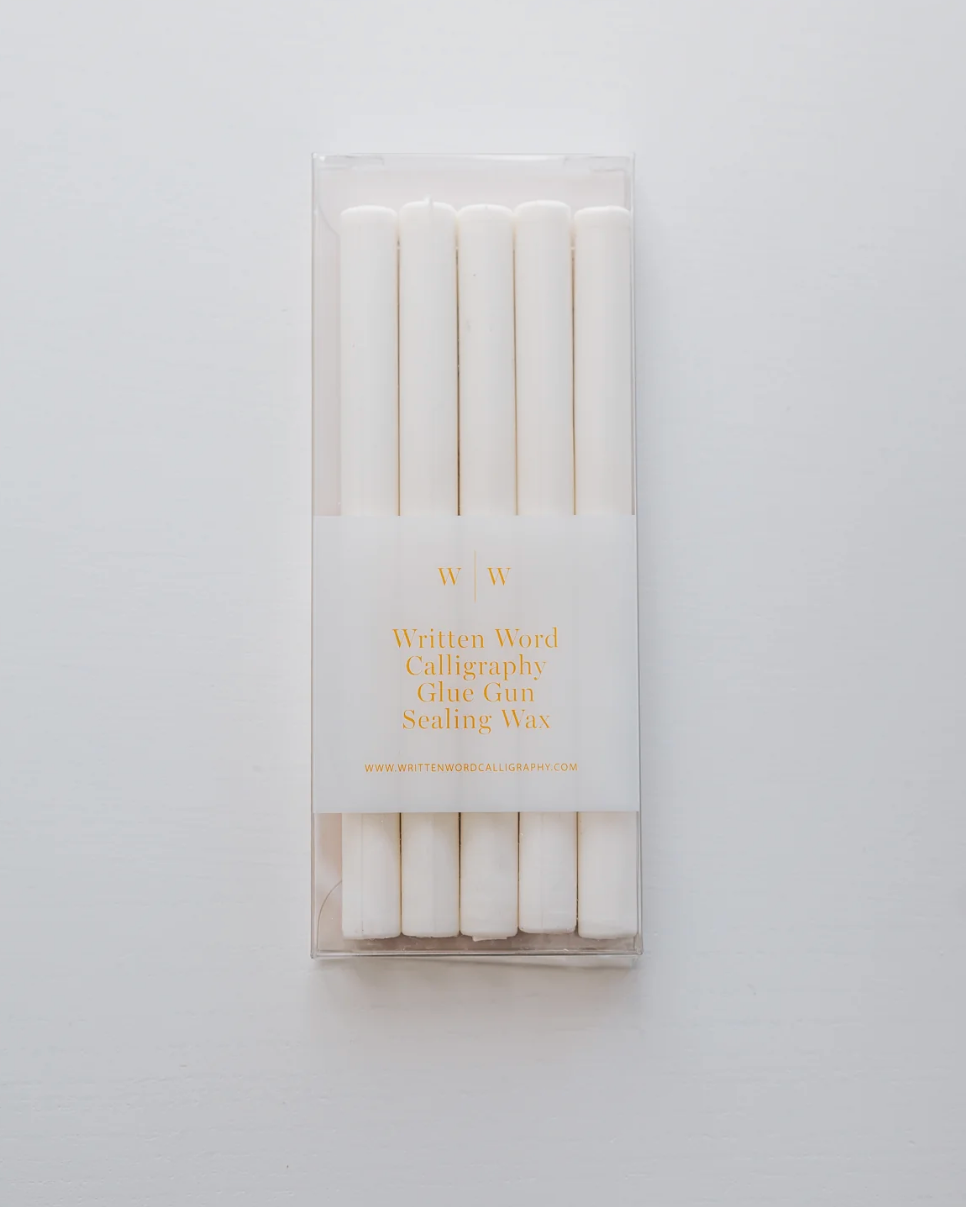 W | W
Written Word
Calligraphy
Glue Gun
Sealing Wax
WWW.WRITTENWORDCALLIGRAPHY.COM